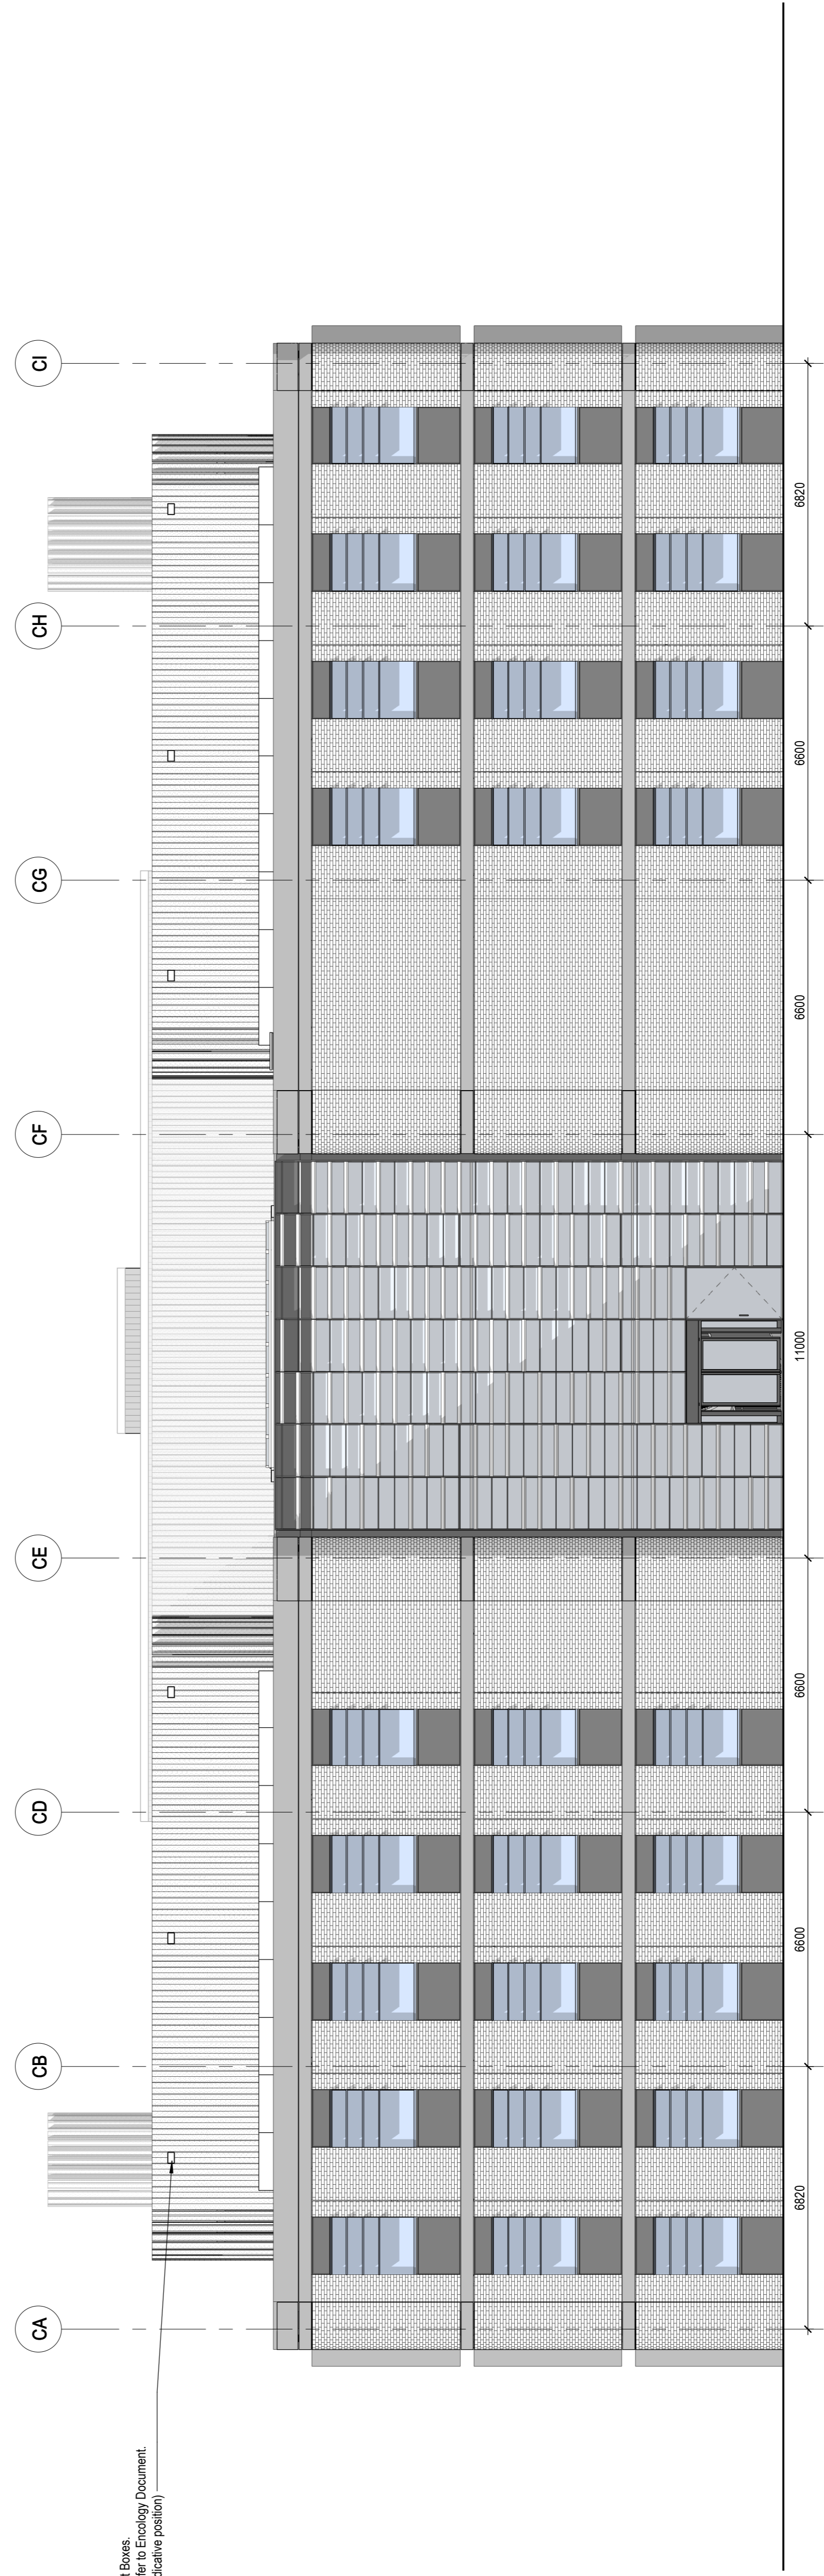 t Boxes.
fer to Encology Document.
dicative position)
CA
CB
CD
CE
CF
CG
CH
CI
6820
6600
6600
11000
6600
6600
6820